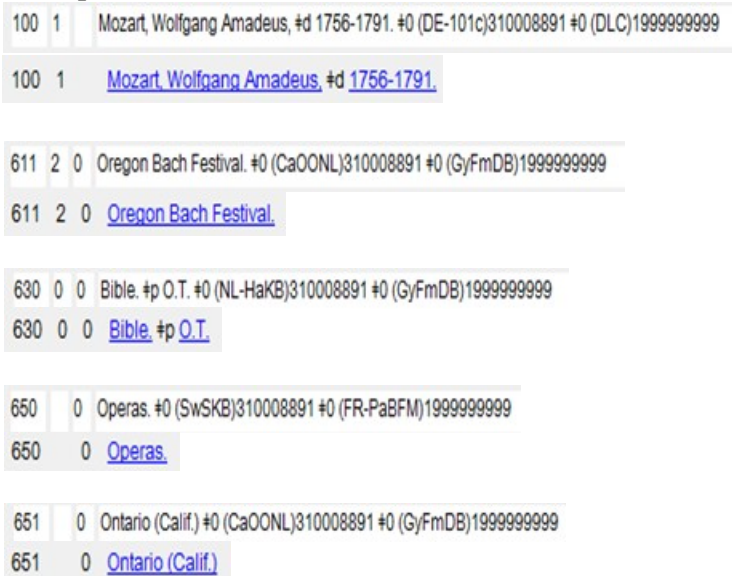 100 1 Mozart, Wolfgang Amadeus, ǂd 1756-1791. ǂ0 (DE-101c)310008891 ǂ0 (DLC)1999999999
100 1 Mozart, Wolfgang Amadeus, ǂd 1756-1791.
611 2 0 Oregon Bach Festival. ǂ0 (CaOONL)310008891 ǂ0 (GyFmDB)1999999999
611 2 0 Oregon Bach Festival.
630 0 0 Bible. ǂp O.T. ǂ0 (NL-HaKB)310008891 ǂ0 (GyFmDB)1999999999
630 0 0 Bible. ǂp O.T.
650 0 Operas. ǂ0 (SwSKB)310008891 ǂ0 (FR-PaBFM)1999999999
650 0 Operas.
651 0 Ontario (Calif.) ǂ0 (CaOONL)310008891 ǂ0 (GyFmDB)1999999999
651 0 Ontario (Calif.)